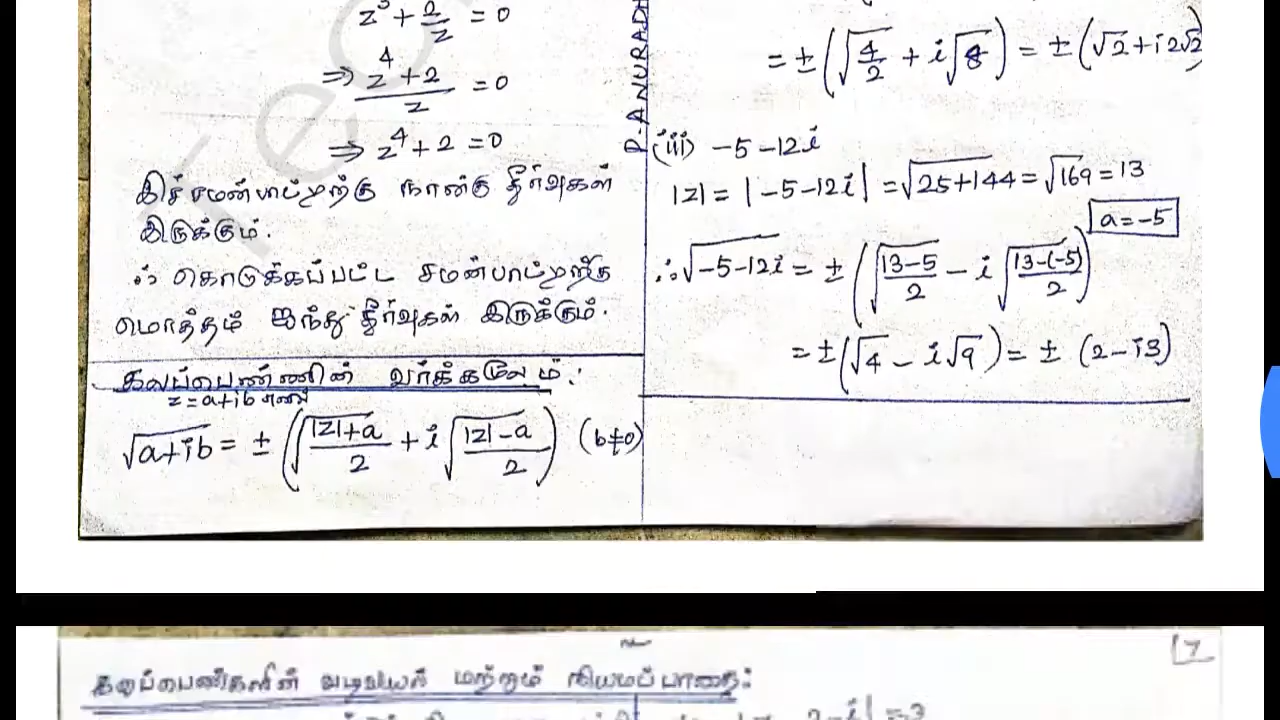 z³ + 2/z = 0
⇒ (z⁴ + 2)/z = 0
⇒ z⁴ + 2 = 0
இச்சமன்பாட்டிற்கு நான்கு தீர்வுகள்
இருக்கும்.
∴ கொடுக்கப்பட்ட சமன்பாட்டிற்கு
மொத்தம் ஐந்து தீர்வுகள் இருக்கும்.
கலப்பெண்ணின் வர்க்கமூலம்:
z = a+ib எனில்
√(a+ib) = ± (√((|z|+a)/2) + i √((|z|-a)/2)) (b≠0)
R.ANURADH
= ± (√(4/2) + i√8) = ± (√2 + i2√2)
(iii) -5-12i
|z| = |-5-12i| = √(25+144) = √169 = 13
a = -5
∴ √(-5-12i) = ± (√((13-5)/2) - i √((13-(-5))/2))
= ± (√4 - i√9) = ± (2-i3)
7
கலப்பெண்களின் வடிவியல் மற்றும் நியமப்பாதை: